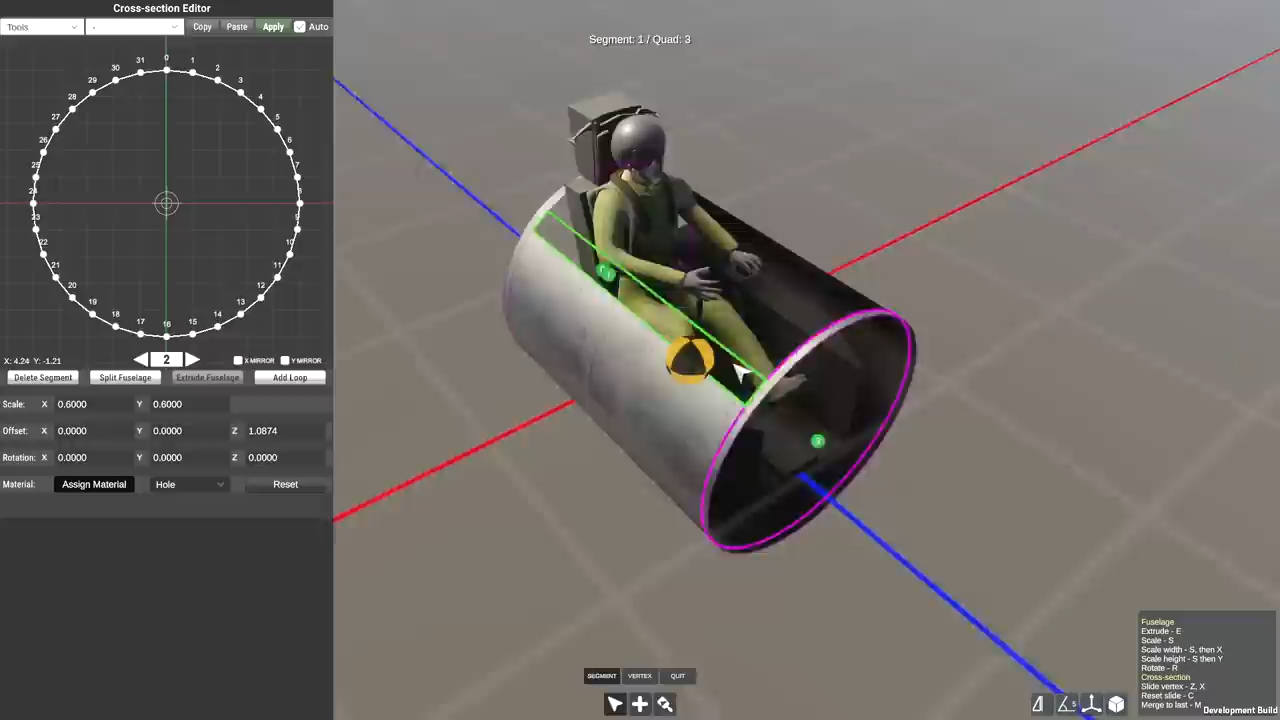 Cross-section Editor
Tools
-
Copy
Paste
Apply
Auto
Segment: 1 / Quad: 3
0
31 1
30 2
29 3
28 4
27 5
26 6
25 7
24 8
23 9
22 10
21 11
20 12
19 13
18 14
17 15
16
X: 4.24 Y: -1.21
2
X MIRROR
Y MIRROR
Delete Segment
Split Fuselage
Extrude Fuselage
Add Loop
Scale: X 0.6000 Y 0.6000
Offset: X 0.0000 Y 0.0000 Z 1.0874
Rotation: X 0.0000 Y 0.0000 Z 0.0000
Material: Assign Material Hole Reset
3
SEGMENT
VERTEX
QUIT
Fuselage
Extrude - E
Scale - S
Scale width - S, then X
Scale height - S then Y
Rotate - R
Cross-section
Slide vertex - Z, X
Reset slide - C
Merge to last - M
Development Build